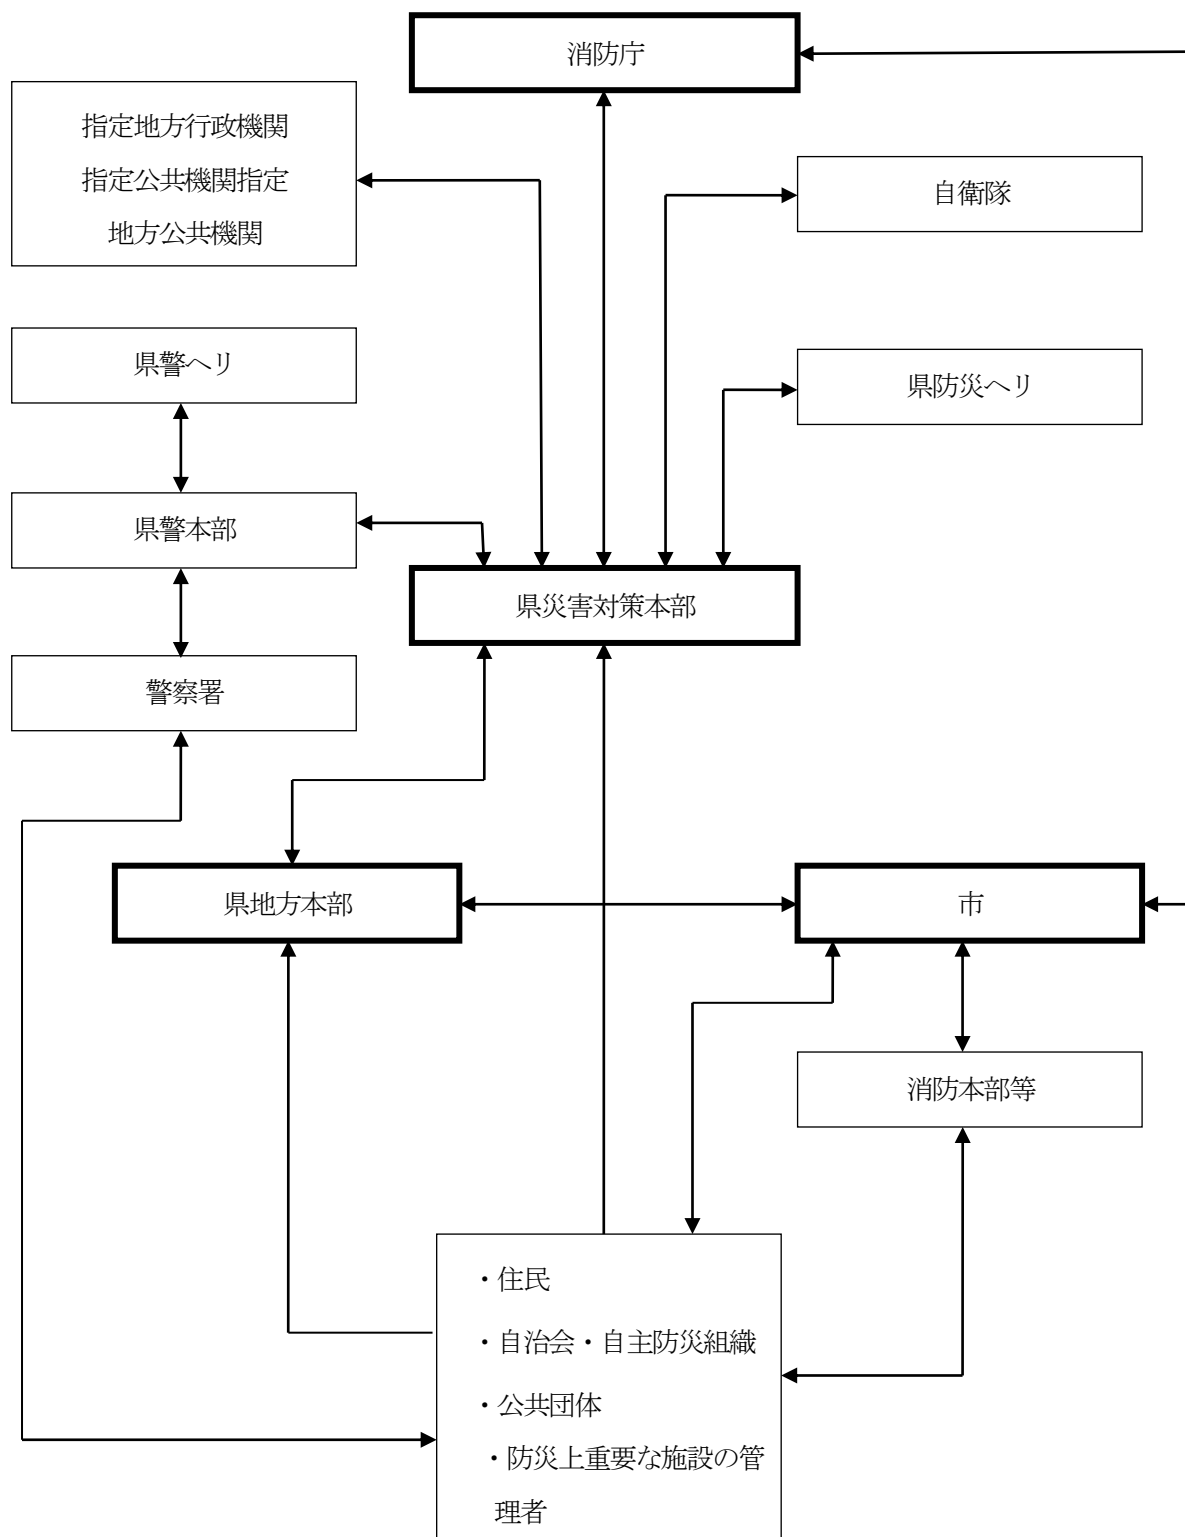 消防庁
指定地方行政機関
指定公共機関指定
地方公共機関
自衛隊
県警ヘリ
県防災ヘリ
県警本部
県災害対策本部
警察署
県地方本部
市
消防本部等
・住民
・自治会・自主防災組織
・公共団体
・防災上重要な施設の管
理者